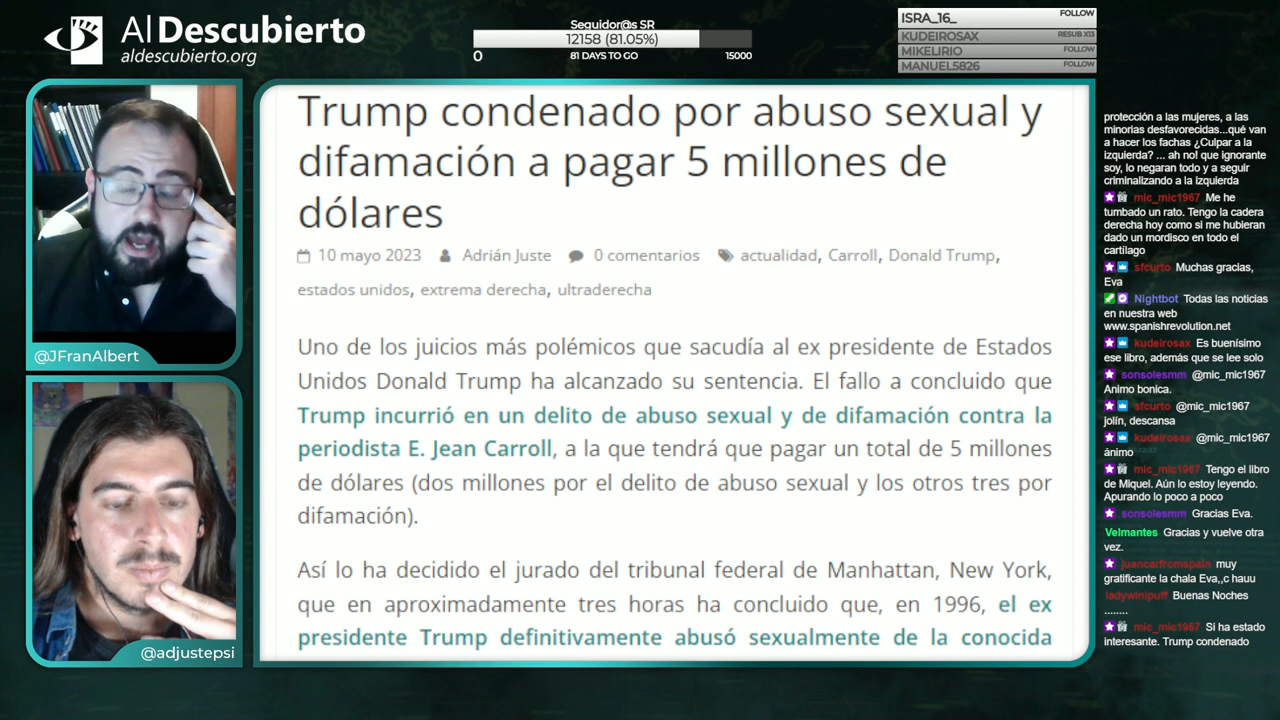 Al Descubierto
aldescubierto.org
Seguidor@s SR
12158 (81.05%)
0
81 DAYS TO GO
15000
ISRA_16_
FOLLOW
KUDEIROSAX
RESUB X13
MIKELIRIO
FOLLOW
MANUEL5826
FOLLOW
@JFranAlbert
@adjustepsi
Trump condenado por abuso sexual y
difamación a pagar 5 millones de
dólares
10 mayo 2023 Adrián Juste 0 comentarios actualidad, Carroll, Donald Trump,
estados unidos, extrema derecha, ultraderecha
Uno de los juicios más polémicos que sacudía al ex presidente de Estados
Unidos Donald Trump ha alcanzado su sentencia. El fallo a concluido que
Trump incurrió en un delito de abuso sexual y de difamación contra la
periodista E. Jean Carroll, a la que tendrá que pagar un total de 5 millones
de dólares (dos millones por el delito de abuso sexual y los otros tres por
difamación).
Así lo ha decidido el jurado del tribunal federal de Manhattan, New York,
que en aproximadamente tres horas ha concluido que, en 1996, el ex
presidente Trump definitivamente abusó sexualmente de la conocida
protección a las mujeres, a las
minorias desfavorecidas...qué van
a hacer los fachas ¿Culpar a la
izquierda? ... ah no! que ignorante
soy, lo negaran todo y a seguir
criminalizando a la izquierda
mic_mic1967 Me he
tumbado un rato. Tengo la cadera
derecha hoy como si me hubieran
dado un mordisco en todo el
cartílago
sfcurto Muchas gracias,
Eva
Nightbot Todas las noticias
en nuestra web
www.spanishrevolution.net
kudeirosax Es buenísimo
ese libro, además que se lee solo
sonsolesmm @mic_mic1967
Animo bonica.
sfcurto @mic_mic1967
jolín, descansa
kudeirosax @mic_mic1967
ánimo
mic_mic1967 Tengo el libro
de Miquel. Aún lo estoy leyendo.
Apurando lo poco a poco
sonsolesmm Gracias Eva.
Velmantes Gracias y vuelve otra
vez.
juancarfromspain muy
gratificante la chala Eva,,c hauu
ladywinipuff Buenas Noches
........
mic_mic1967 Si ha estado
interesante. Trump condenado